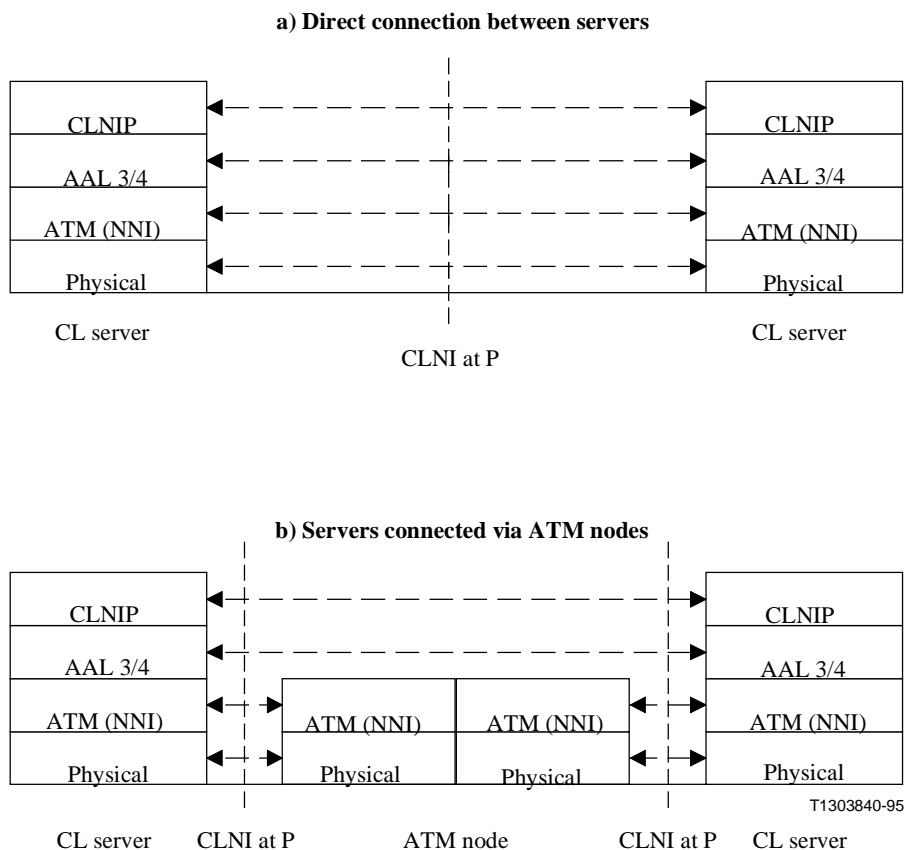 a) Direct connection between servers
CLNIP CLNIP
AAL 3/4 AAL 3/4
ATM (NNI) ATM (NNI)
Physical Physical
CL server CL server
CLNI at P
b) Servers connected via ATM nodes
CLNIP CLNIP
AAL 3/4 AAL 3/4
ATM (NNI) ATM (NNI) ATM (NNI) ATM (NNI)
Physical Physical Physical Physical
T1303840-95
CL server CLNI at P ATM node CLNI at P CL server